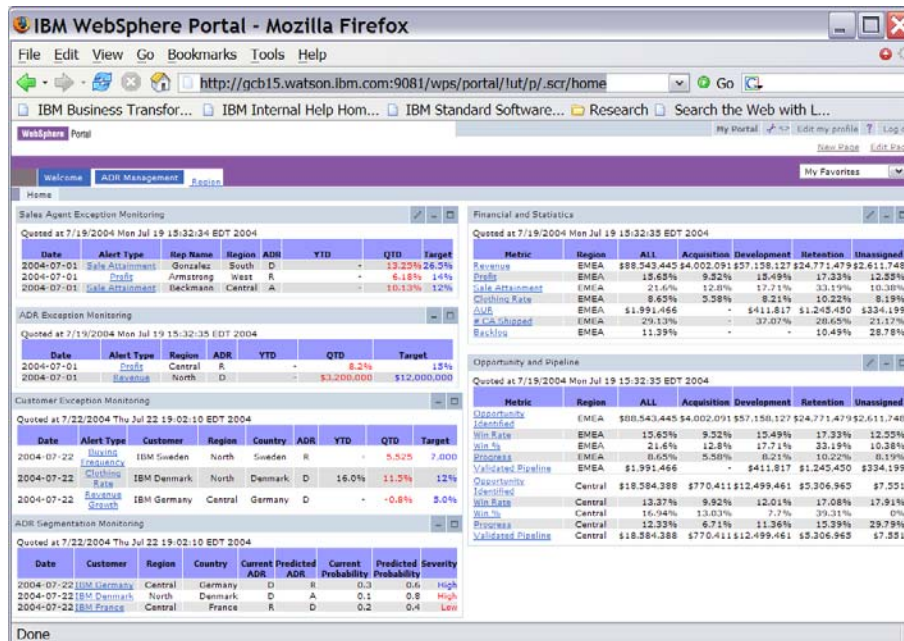 IBM WebSphere Portal - Mozilla Firefox
File Edit View Go Bookmarks Tools Help
http://gcb15.watson.ibm.com:9081/wps/portal/!ut/p/.scr/home Go
IBM Business Transfor... IBM Internal Help Hom... IBM Standard Software... Research Search the Web with L...
WebSphere Portal My Portal Edit my profile ? Log
New Page Edit Pag
Welcome ADR Management Region My Favorites
Home
Sales Agent Exception Monitoring
Quoted at 7/19/2004 Mon Jul 19 15:32:34 EDT 2004
Date Alert Type Rep Name Region ADR YTD QTD Target
2004-07-01 Sale Attainment Gonzalez South D - 13.25% 26.5%
2004-07-01 Profit Armstrong West R - 6.18% 14%
2004-07-01 Sale Attainment Beckmann Central A - 10.13% 12%
ADR Exception Monitoring
Quoted at 7/19/2004 Mon Jul 19 15:32:35 EDT 2004
Date Alert Type Region ADR YTD QTD Target
2004-07-01 Profit Central R - 8.2% 15%
2004-07-01 Revenue North D - $3,200,000 $12,000,000
Customer Exception Monitoring
Quoted at 7/22/2004 Thu Jul 22 19:02:10 EDT 2004
Date Alert Type Customer Region Country ADR YTD QTD Target
2004-07-22 Buying Frequency IBM Sweden North Sweden R - 5.525 7.000
2004-07-22 Clothing Rate IBM Denmark North Denmark D 16.0% 11.5% 12%
2004-07-22 Revenue Growth IBM Germany Central Germany D - -0.8% 5.0%
ADR Segmentation Monitoring
Quoted at 7/22/2004 Thu Jul 22 19:02:10 EDT 2004
Date Customer Region Country Current ADR Predicted ADR Current Probability Predicted Probability Severity
2004-07-22 IBM Germany Central Germany D R 0.3 0.6 High
2004-07-22 IBM Denmark North Denmark D A 0.1 0.8 High
2004-07-22 IBM France Central France R D 0.2 0.4 Low
Financial and Statistics
Quoted at 7/19/2004 Mon Jul 19 15:32:35 EDT 2004
Metric Region ALL Acquisition Development Retention Unassigned
Revenue EMEA $88.543.445 $4.002.091 $57.158.127 $24.771.479 $2.611.748
Profit EMEA 15.65% 9.52% 15.49% 17.33% 12.55%
Sale Attainment EMEA 21.6% 12.8% 17.71% 33.19% 10.38%
Clothing Rate EMEA 8.65% 5.58% 8.21% 10.22% 8.19%
AUR EMEA $1.991.466 - $411.817 $1.245.450 $334.199
# CA Shipped EMEA 29.13% 37.07% 28.65% 21.17%
Backlog EMEA 11.39% - - 10.49% 28.78%
Opportunity and Pipeline
Quoted at 7/19/2004 Mon Jul 19 15:32:35 EDT 2004
Metric Region ALL Acquisition Development Retention Unassigned
Opportunity Identified EMEA $88.543.445 $4.002.091 $57.158.127 $24.771.479 $2.611.748
Win Rate EMEA 15.65% 9.52% 15.49% 17.33% 12.55%
Win % EMEA 21.6% 12.8% 17.71% 33.19% 10.38%
Progress EMEA 8.65% 5.58% 8.21% 10.22% 8.19%
Validated Pipeline EMEA $1.991.466 - $411.817 $1.245.450 $334.199
Opportunity Identified Central $18.584.388 $770.411 $12.499.461 $5.306.965 $7.551
Win Rate Central 13.37% 9.92% 12.01% 17.08% 17.91%
Win % Central 16.94% 13.03% 7.7% 39.31% 0%
Progress Central 12.33% 6.71% 11.36% 15.39% 29.79%
Validated Pipeline Central $18.584.388 $770.411 $12.499.461 $5.306.965 $7.551
Done